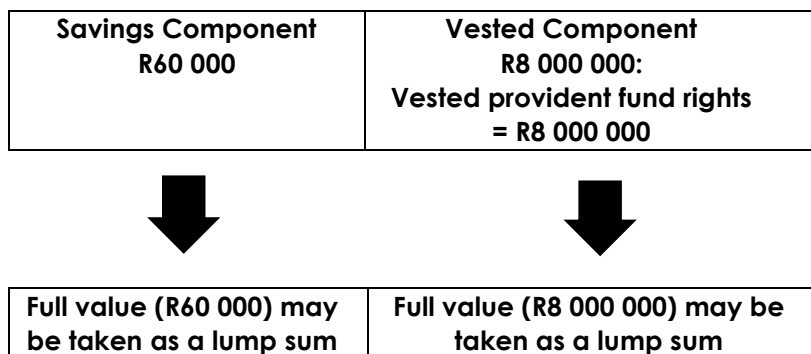 Savings Component
R60 000
Vested Component
R8 000 000:
Vested provident fund rights
= R8 000 000
Full value (R60 000) may
be taken as a lump sum
Full value (R8 000 000) may be
taken as a lump sum